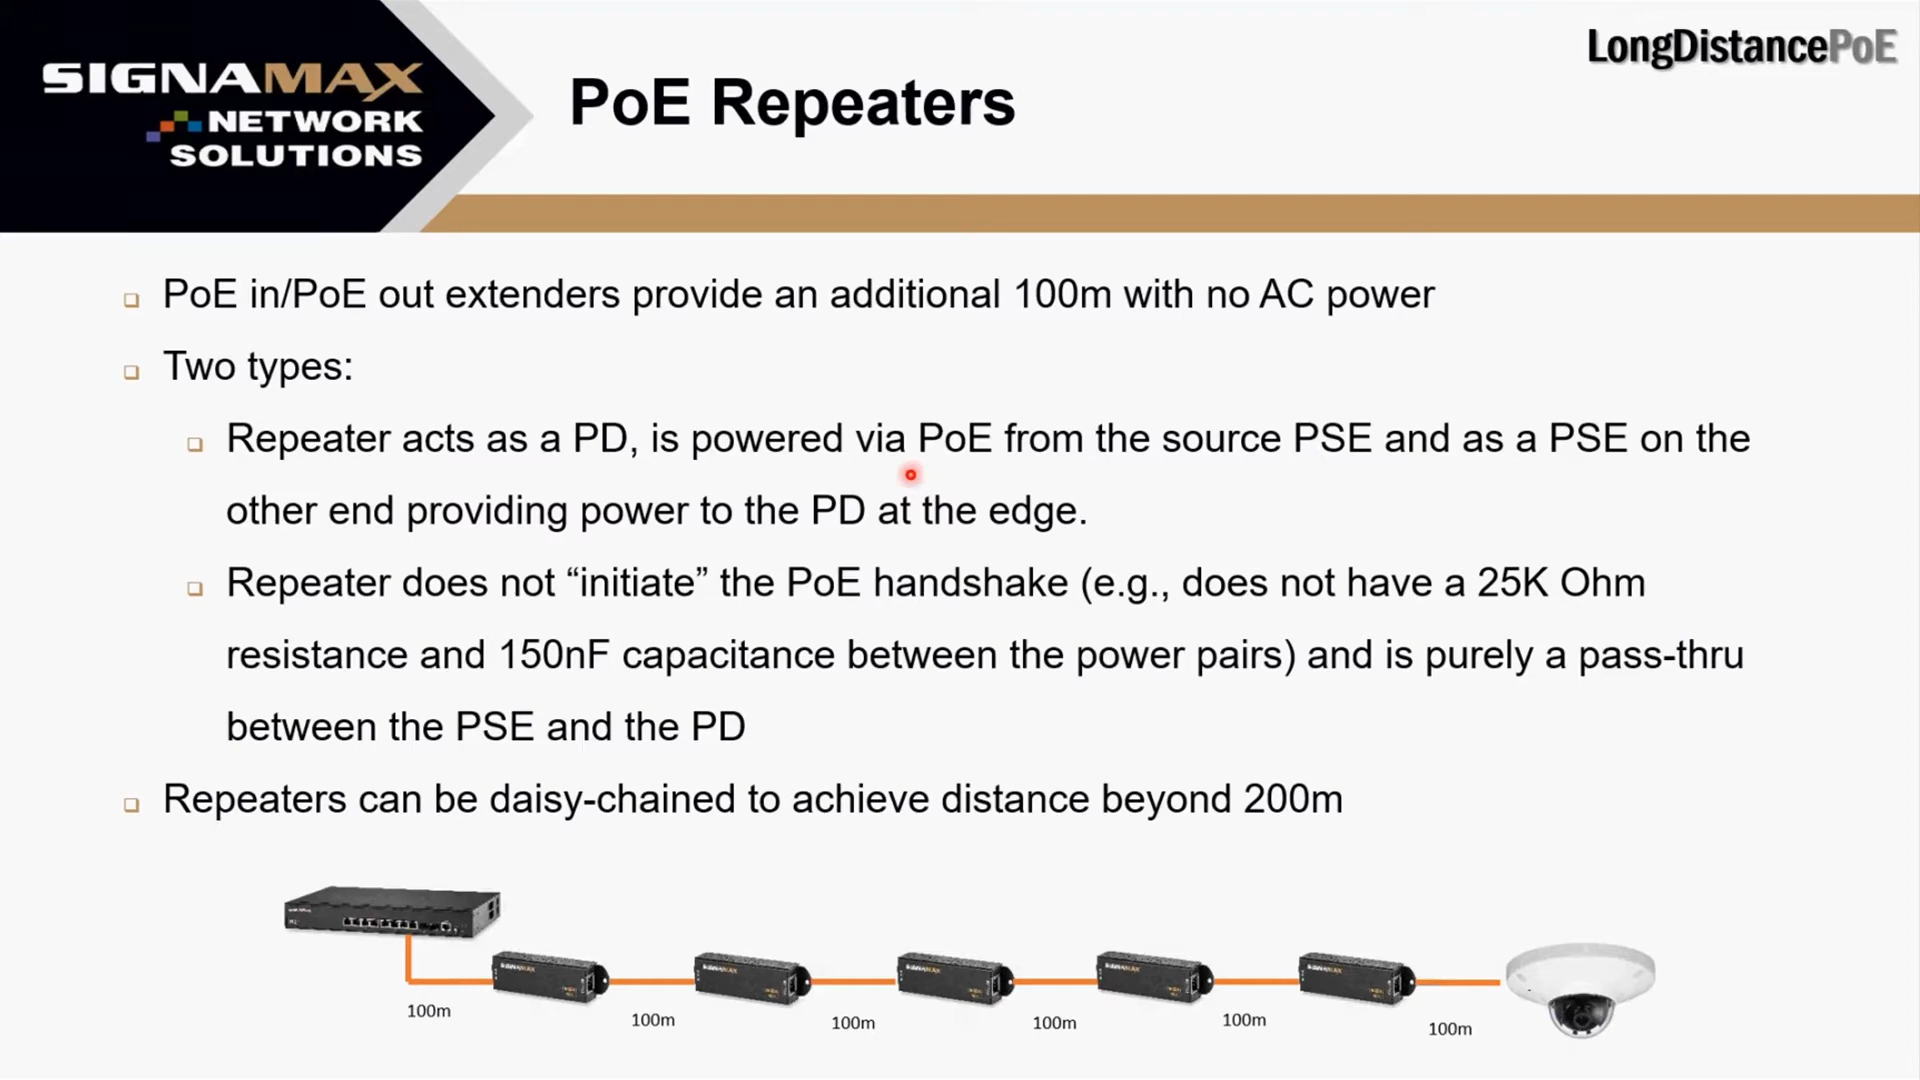 LongDistancePoE
SIGNAMAX
NETWORK
SOLUTIONS
PoE Repeaters
PoE in/PoE out extenders provide an additional 100m with no AC power
Two types:
Repeater acts as a PD, is powered via PoE from the source PSE and as a PSE on the
other end providing power to the PD at the edge.
Repeater does not “initiate” the PoE handshake (e.g., does not have a 25K Ohm
resistance and 150nF capacitance between the power pairs) and is purely a pass-thru
between the PSE and the PD
Repeaters can be daisy-chained to achieve distance beyond 200m
SIGNAMAX
SIGNAMAX
SIGNAMAX
SIGNAMAX
SIGNAMAX
100m
100m
100m
100m
100m
100m